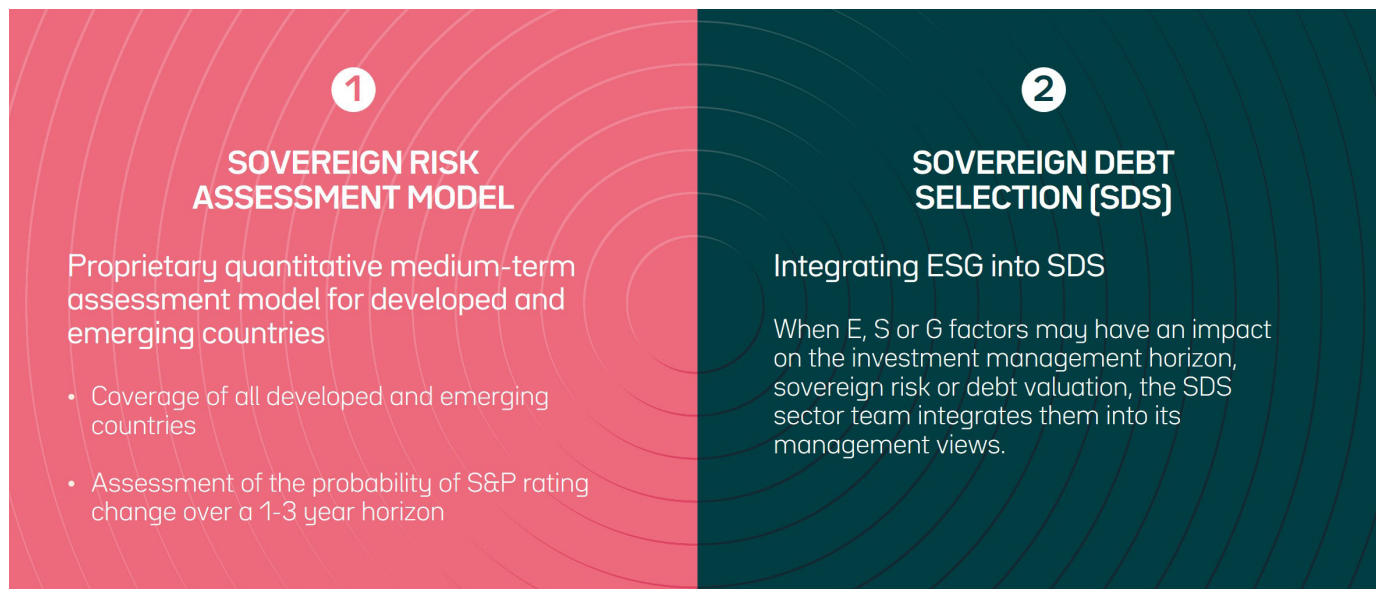 1
SOVEREIGN RISK
ASSESSMENT MODEL
Proprietary quantitative medium-term
assessment model for developed and
emerging countries
• Coverage of all developed and emerging
countries
• Assessment of the probability of S&P rating
change over a 1-3 year horizon
2
SOVEREIGN DEBT
SELECTION (SDS)
Integrating ESG into SDS
When E, S or G factors may have an impact
on the investment management horizon,
sovereign risk or debt valuation, the SDS
sector team integrates them into its
management views.